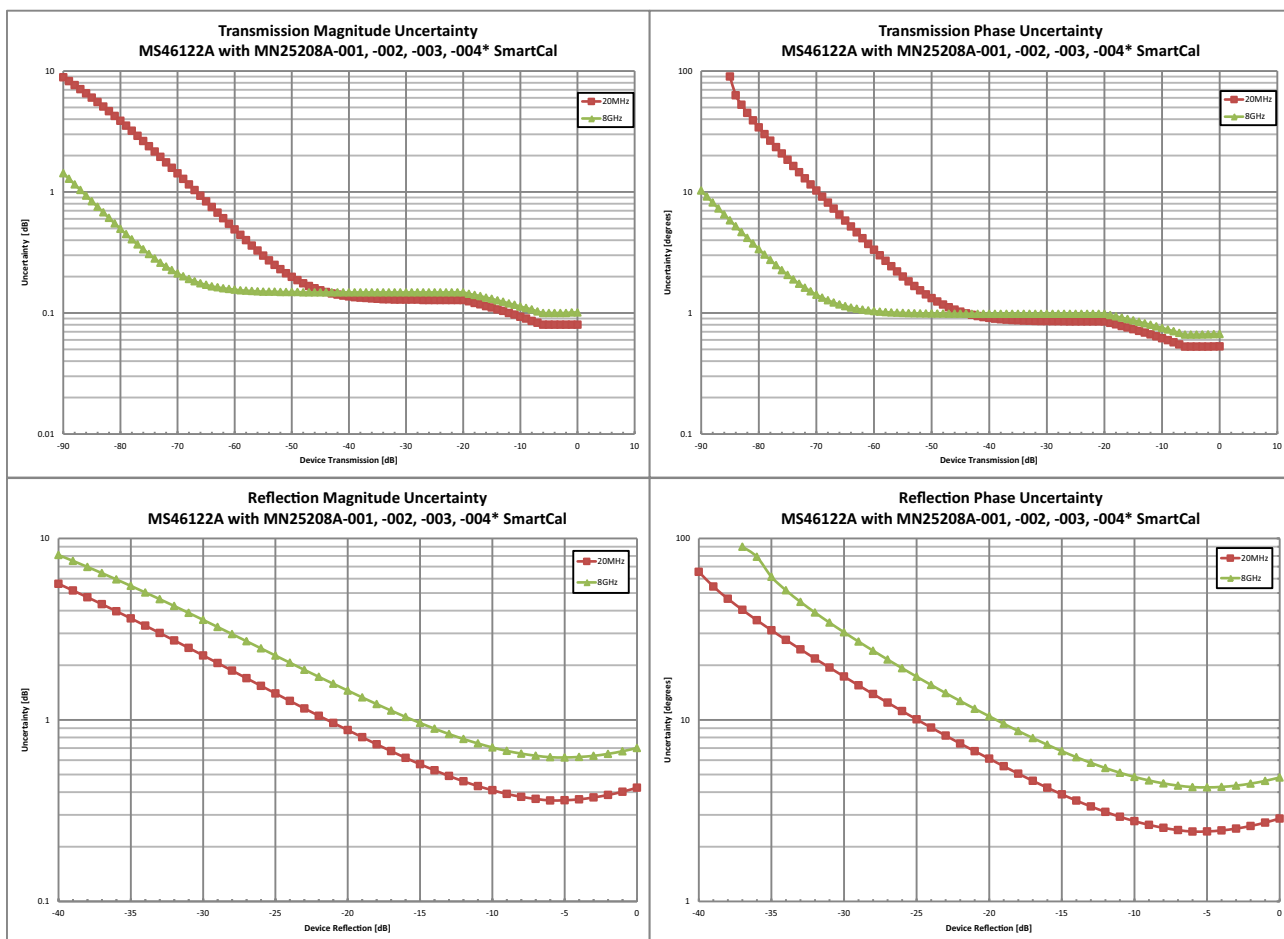 Transmission Magnitude Uncertainty
MS46122A with MN25208A-001, -002, -003, -004* SmartCal
10
1
0.1
0.01
Uncertainty [dB]
20MHz
8GHz
-90 -80 -70 -60 -50 -40 -30 -20 -10 0 10
Device Transmission [dB]
Transmission Phase Uncertainty
MS46122A with MN25208A-001, -002, -003, -004* SmartCal
100
10
1
0.1
Uncertainty [degrees]
20MHz
8GHz
-90 -80 -70 -60 -50 -40 -30 -20 -10 0 10
Device Transmission [dB]
Reflection Magnitude Uncertainty
MS46122A with MN25208A-001, -002, -003, -004* SmartCal
10
1
0.1
Uncertainty [dB]
20MHz
8GHz
-40 -35 -30 -25 -20 -15 -10 -5 0
Device Reflection [dB]
Reflection Phase Uncertainty
MS46122A with MN25208A-001, -002, -003, -004* SmartCal
100
10
1
Uncertainty [degrees]
20MHz
8GHz
-40 -35 -30 -25 -20 -15 -10 -5 0
Device Reflection [dB]